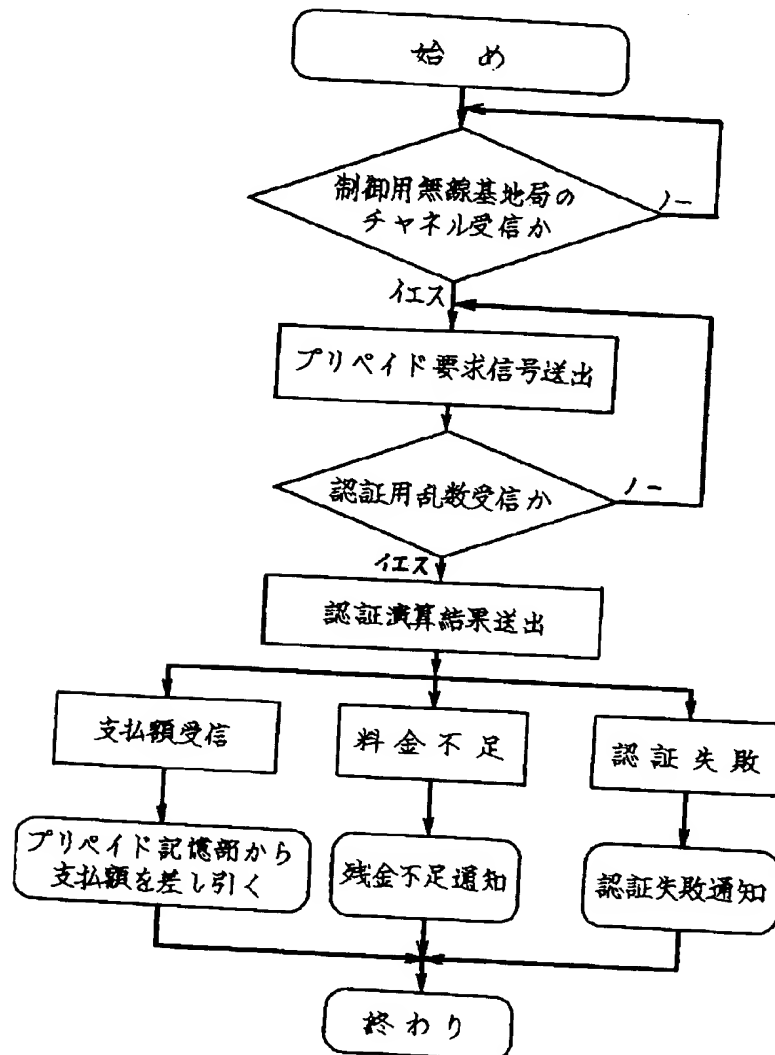 始め
制御用無線基地局の
チャネル受信か
ノー
イエス
プリペイド要求信号送出
認証用乱数受信か
ノー
イエス
認証演算結果送出
支払額受信
料金不足
認証失敗
プリペイド記憶部から
支払額を差し引く
残金不足通知
認証失敗通知
終わり